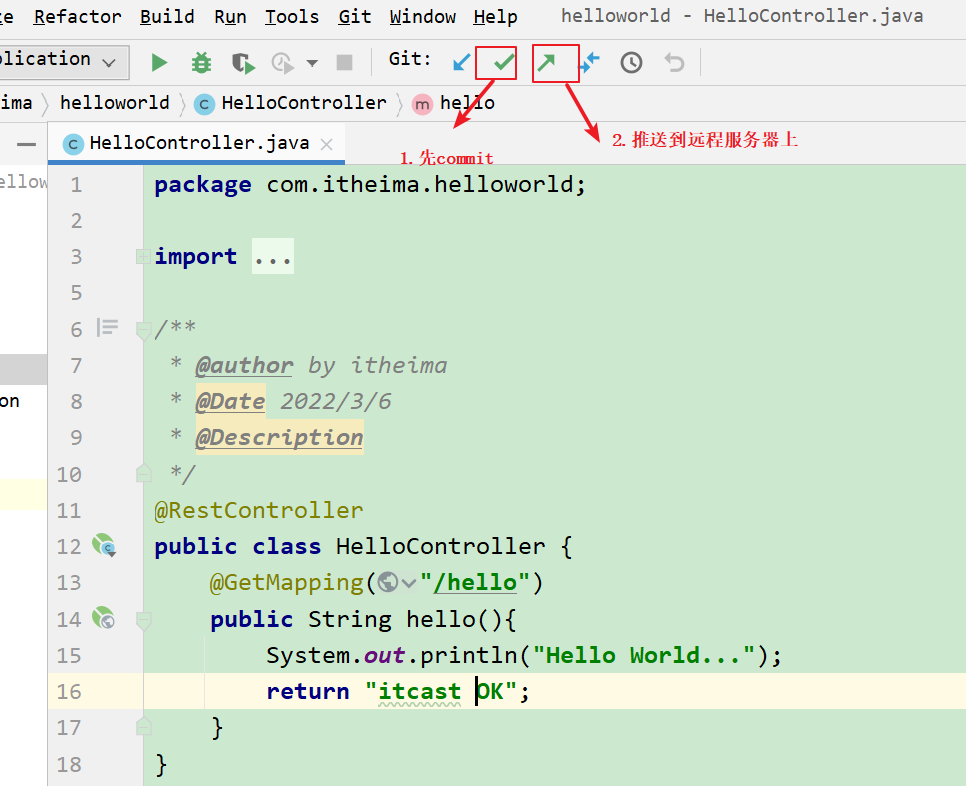 ze Refactor Build Run Tools Git Window Help helloworld - HelloController.java
plication Git:
ima helloworld HelloController hello
HelloController.java
1.先commit
2.推送到远程服务器上
ellow
on
1 package com.itheima.helloworld;
2
3 import ...
5
6 /**
7 * @author by itheima
8 * @Date 2022/3/6
9 * @Description
10 */
11 @RestController
12 public class HelloController {
13 @GetMapping("/hello")
14 public String hello(){
15 System.out.println("Hello World...");
16 return "itcast OK";
17 }
18 }